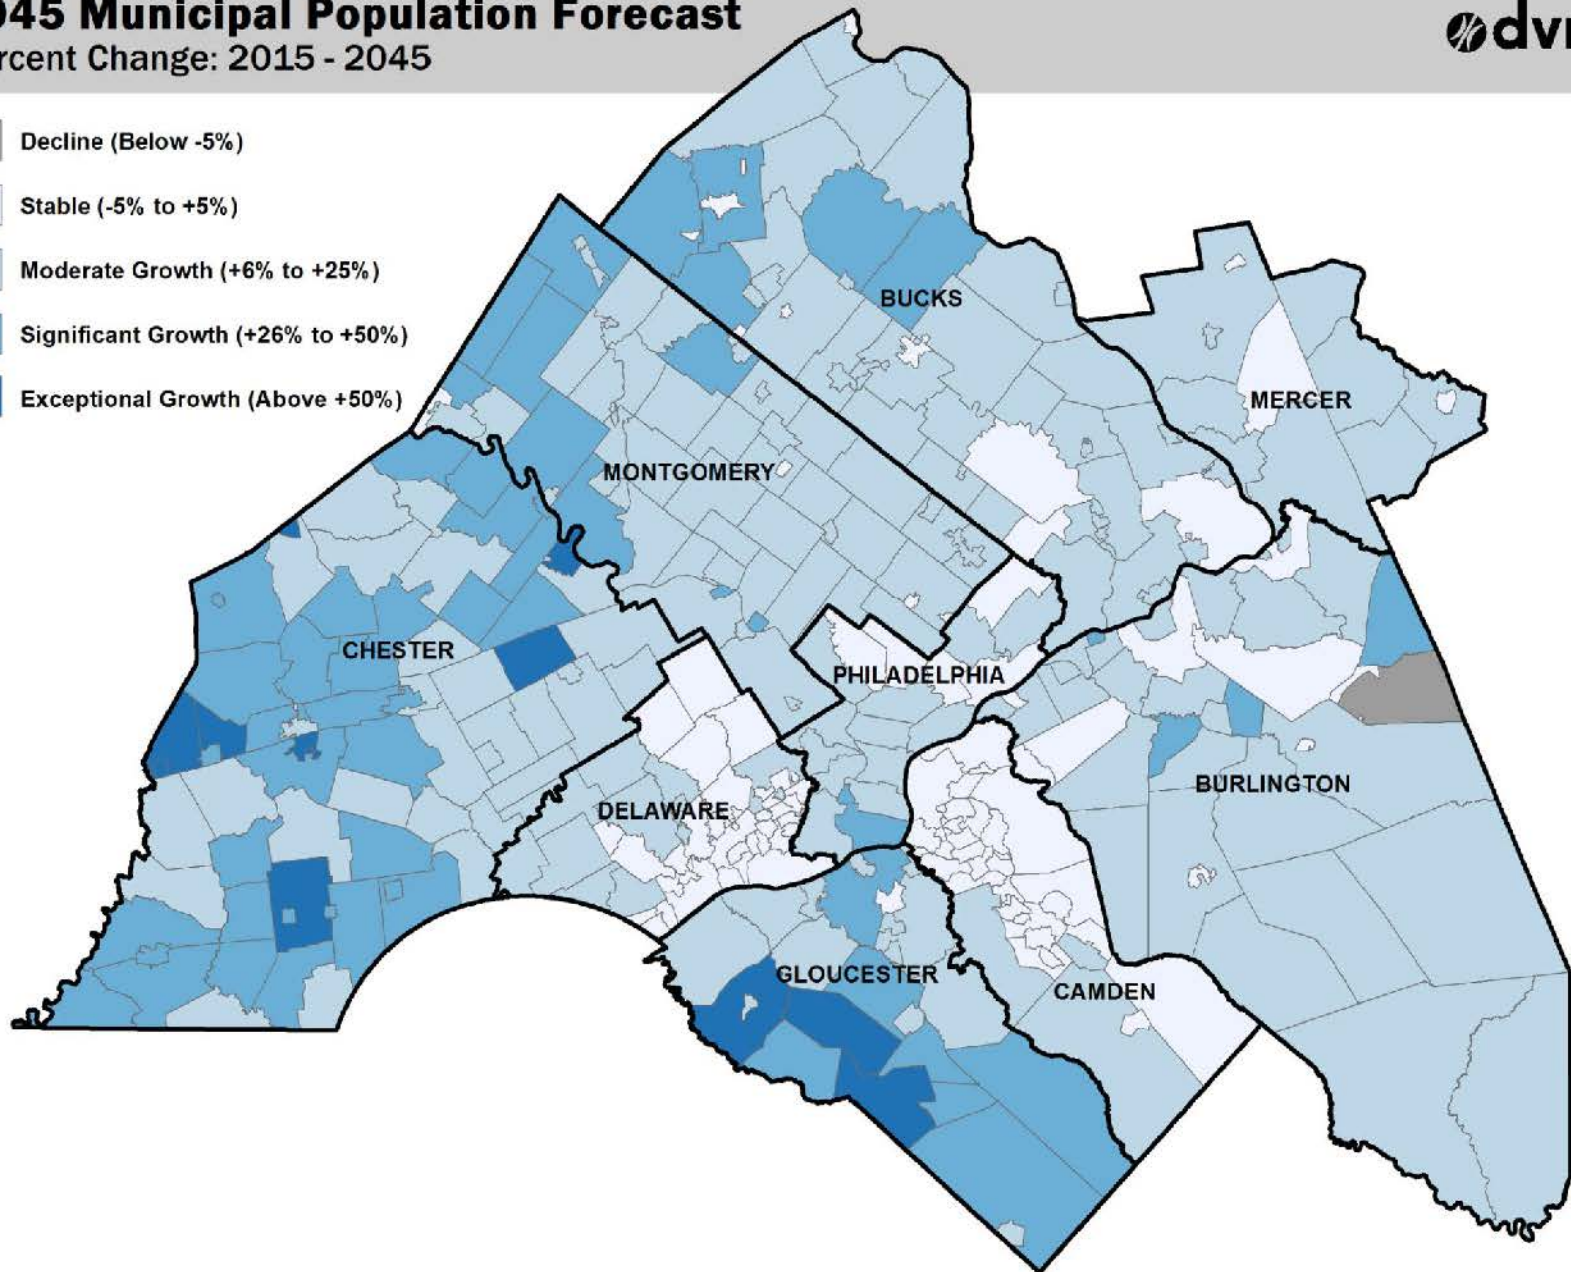 045 Municipal Population Forecast
rcent Change: 2015 - 2045
dvr
Decline (Below -5%)
Stable (-5% to +5%)
Moderate Growth (+6% to +25%)
Significant Growth (+26% to +50%)
Exceptional Growth (Above +50%)
BUCKS
MERCER
MONTGOMERY
CHESTER
PHILADELPHIA
DELAWARE
BURLINGTON
GLOUCESTER
CAMDEN